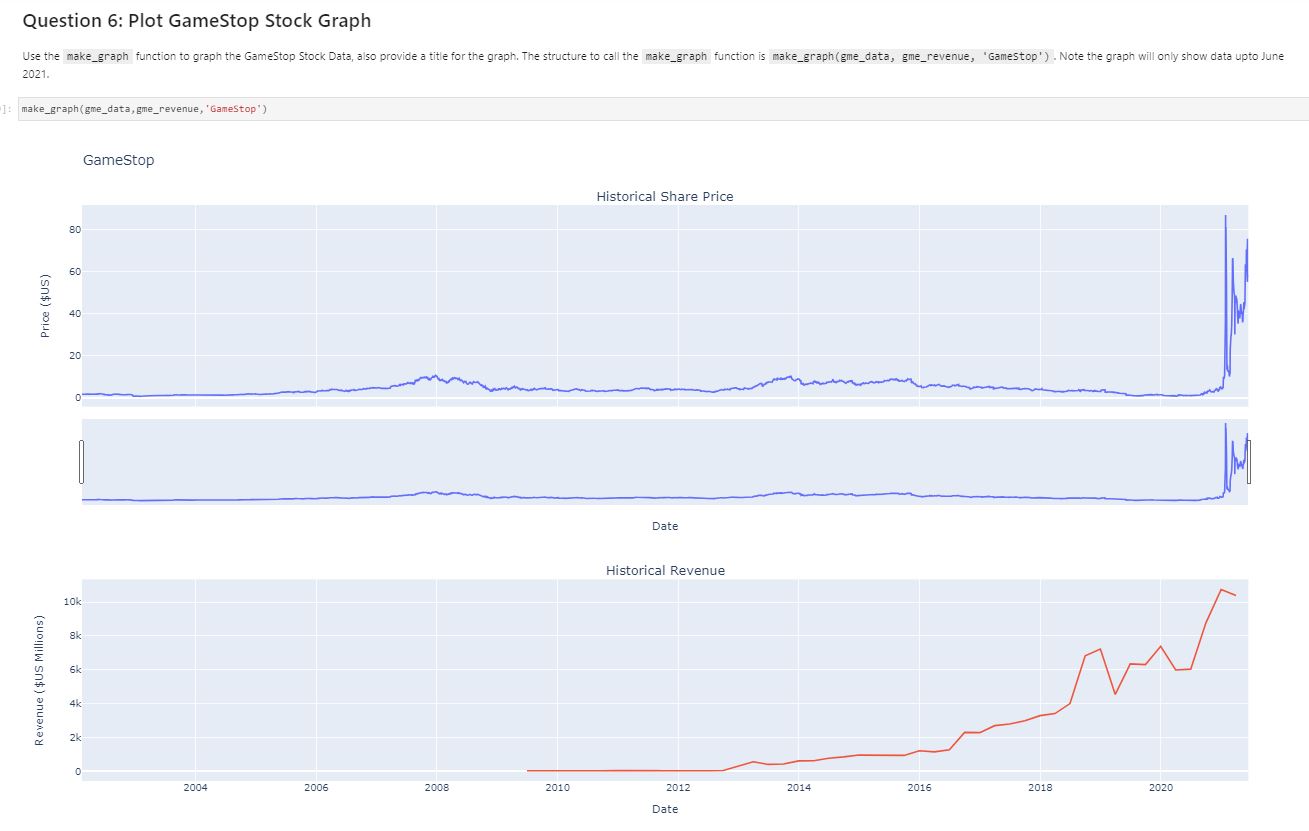 Question 6: Plot GameStop Stock Graph
Use the make_graph function to graph the GameStop Stock Data, also provide a title for the graph. The structure to call the make_graph function is make_graph(gme_data, gme_revenue, 'GameStop') . Note the graph will only show data upto June
2021.
]: make_graph(gme_data,gme_revenue,'GameStop')
GameStop
Historical Share Price
Price ($US)
80
60
40
20
0
Date
Historical Revenue
Revenue ($US Millions)
10k
8k
6k
4k
2k
0
2004 2006 2008 2010 2012 2014 2016 2018 2020
Date